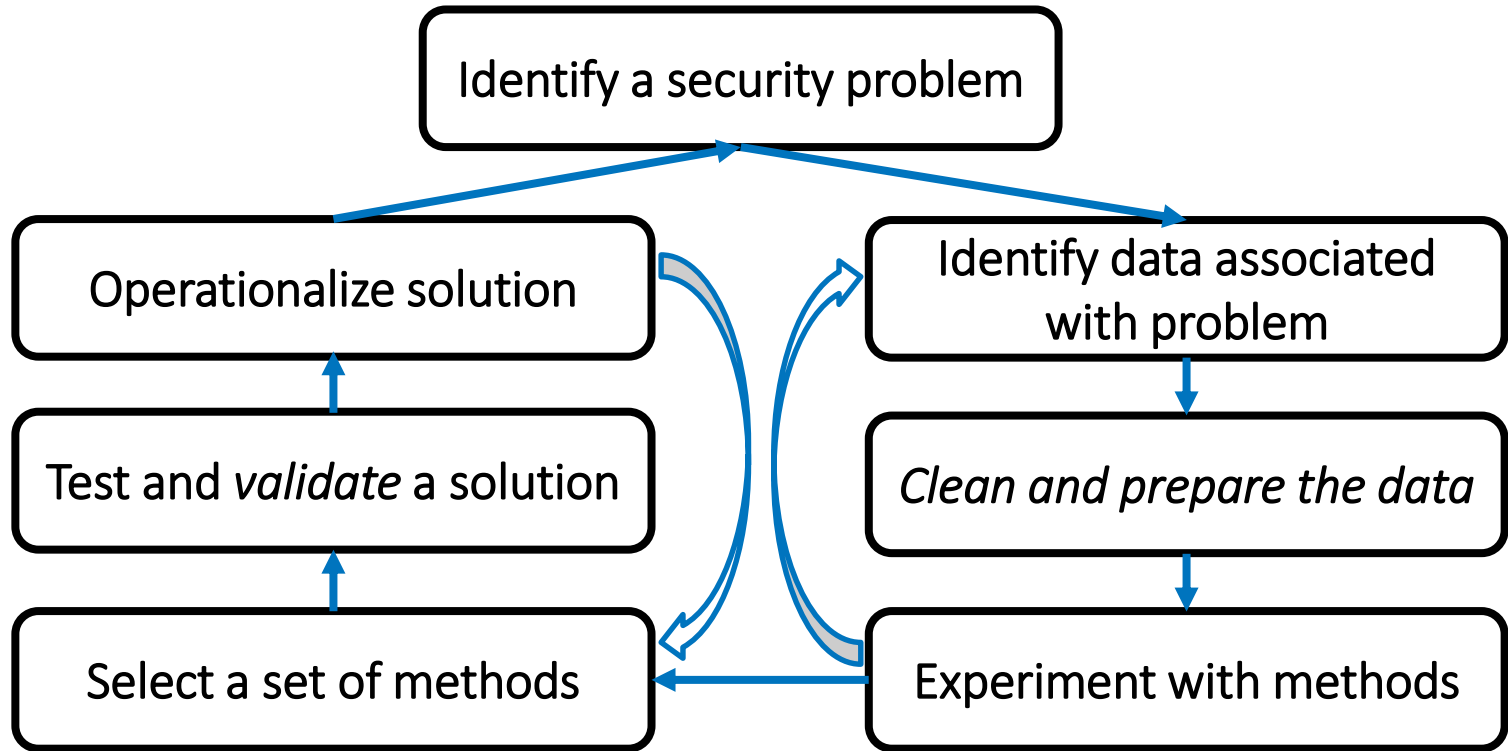 Identify a security problem
Identify data associated
with problem
Clean and prepare the data
Experiment with methods
Select a set of methods
Test and validate a solution
Operationalize solution